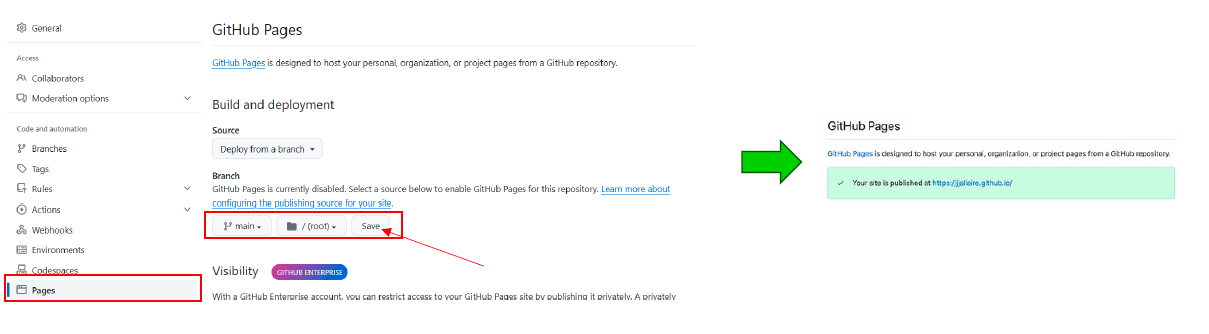 General
Access
Collaborators
Moderation options
Code and automation
Branches
Tags
Rules
Actions
Webhooks
Environments
Codespaces
Pages
GitHub Pages
GitHub Pages is designed to host your personal, organization, or project pages from a GitHub repository.
Build and deployment
Source
Deploy from a branch
Branch
GitHub Pages is currently disabled. Select a source below to enable GitHub Pages for this repository. Learn more about
configuring the publishing source for your site.
main / (root) Save
Visibility GITHUB ENTERPRISE
With a GitHub Enterprise account, you can restrict access to your GitHub Pages site by publishing it privately. A privately
GitHub Pages
GitHub Pages is designed to host your personal, organization, or project pages from a GitHub repository.
Your site is published at https://jjallaire.github.io/